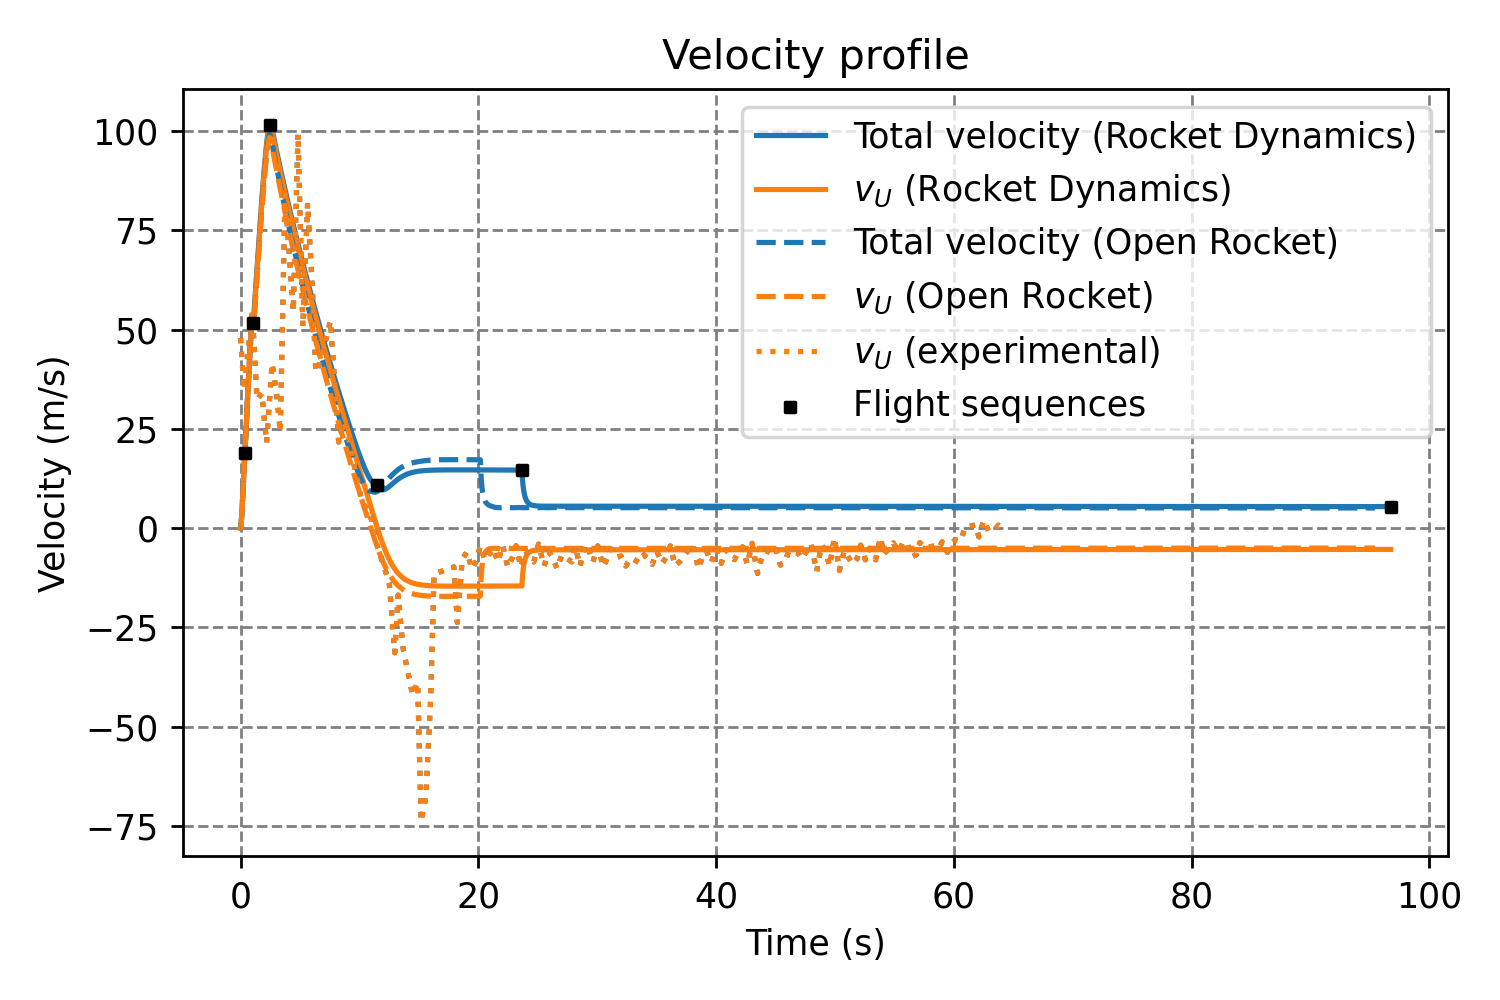 Velocity profile
Total velocity (Rocket Dynamics)
v_U (Rocket Dynamics)
Total velocity (Open Rocket)
v_U (Open Rocket)
v_U (experimental)
Flight sequences
Velocity (m/s)
100
75
50
25
0
−25
−50
−75
0 20 40 60 80 100
Time (s)